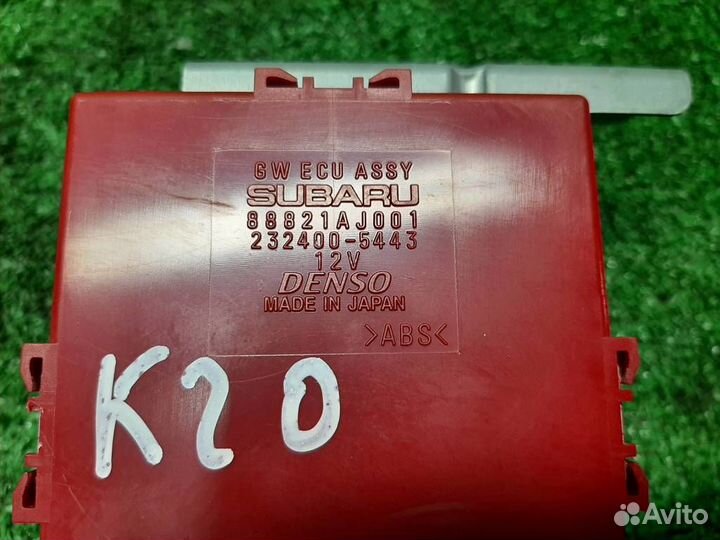 GW ECU ASSY
SUBARU
88821AJ001
232400-5443
12V
DENSO
MADE IN JAPAN
>ABS<
K20
Avito